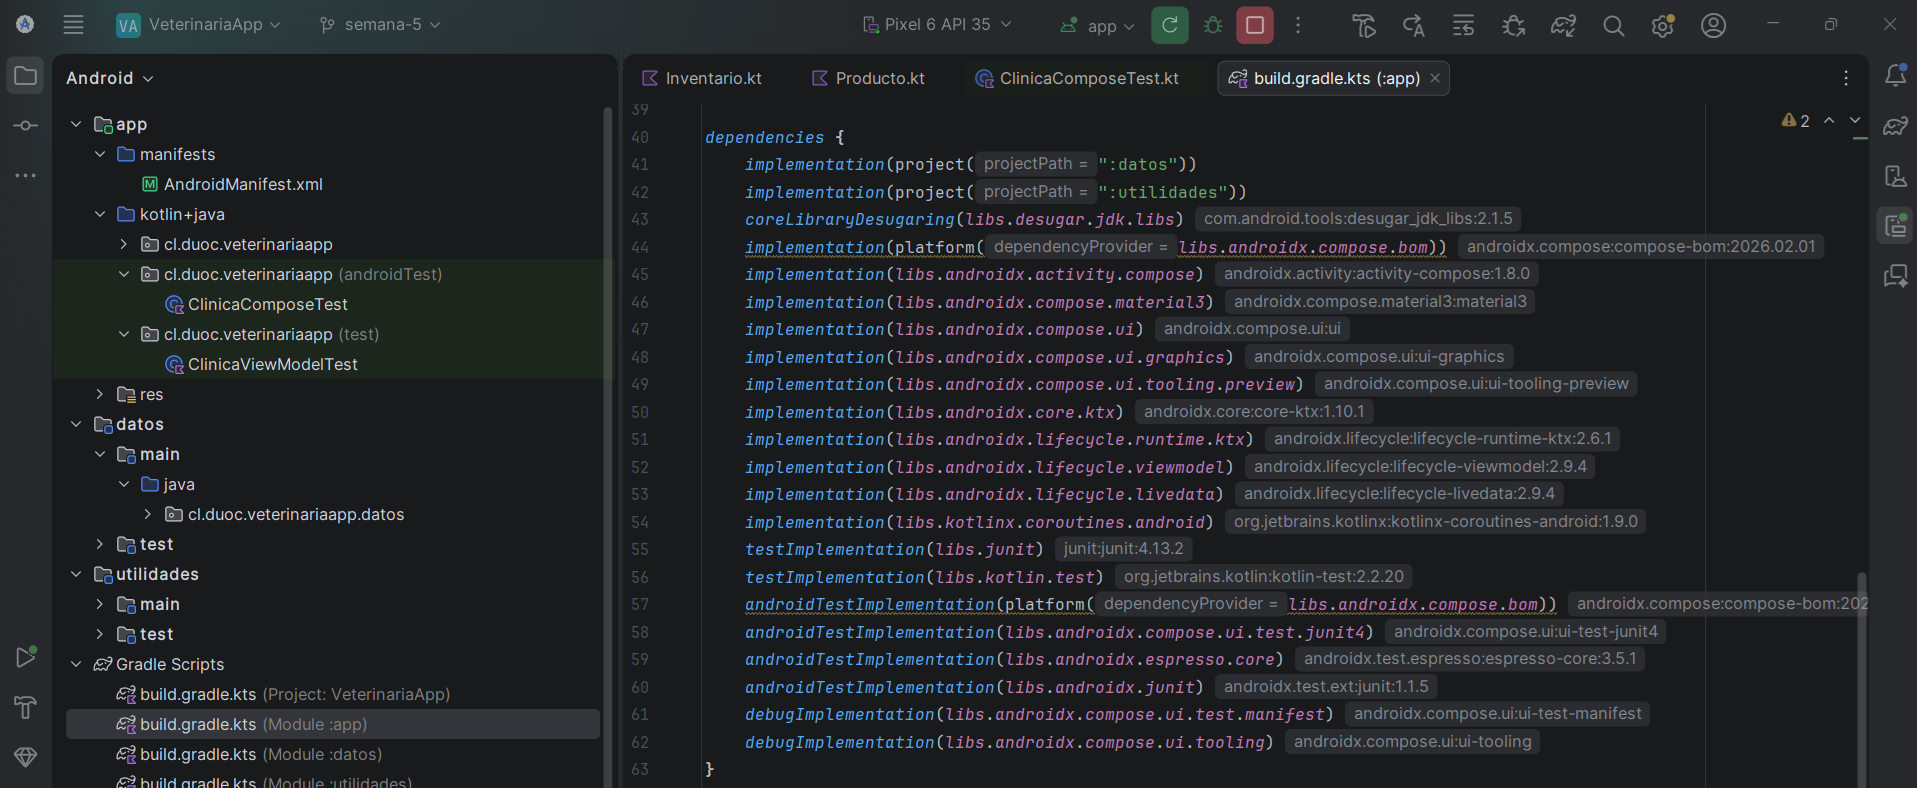 VA VeterinariaApp semana-5 Pixel 6 API 35 app
Android
app
manifests
AndroidManifest.xml
kotlin+java
cl.duoc.veterinariaapp
cl.duoc.veterinariaapp (androidTest)
ClinicaComposeTest
cl.duoc.veterinariaapp (test)
ClinicaViewModelTest
res
datos
main
java
cl.duoc.veterinariaapp.datos
test
utilidades
main
test
Gradle Scripts
build.gradle.kts (Project: VeterinariaApp)
build.gradle.kts (Module :app)
build.gradle.kts (Module :datos)
build.gradle.kts (Module :utilidades)
Inventario.kt Producto.kt ClinicaComposeTest.kt build.gradle.kts (:app)
2
39
40 dependencies {
41 implementation(project( projectPath = ":datos"))
42 implementation(project( projectPath = ":utilidades"))
43 coreLibraryDesugaring(libs.desugar.jdk.libs) com.android.tools:desugar_jdk_libs:2.1.5
44 implementation(platform( dependencyProvider = libs.androidx.compose.bom)) androidx.compose:compose-bom:2026.02.01
45 implementation(libs.androidx.activity.compose) androidx.activity:activity-compose:1.8.0
46 implementation(libs.androidx.compose.material3) androidx.compose.material3:material3
47 implementation(libs.androidx.compose.ui) androidx.compose.ui:ui
48 implementation(libs.androidx.compose.ui.graphics) androidx.compose.ui:ui-graphics
49 implementation(libs.androidx.compose.ui.tooling.preview) androidx.compose.ui:ui-tooling-preview
50 implementation(libs.androidx.core.ktx) androidx.core:core-ktx:1.10.1
51 implementation(libs.androidx.lifecycle.runtime.ktx) androidx.lifecycle:lifecycle-runtime-ktx:2.6.1
52 implementation(libs.androidx.lifecycle.viewmodel) androidx.lifecycle:lifecycle-viewmodel:2.9.4
53 implementation(libs.androidx.lifecycle.livedata) androidx.lifecycle:lifecycle-livedata:2.9.4
54 implementation(libs.kotlinx.coroutines.android) org.jetbrains.kotlinx:kotlinx-coroutines-android:1.9.0
55 testImplementation(libs.junit) junit:junit:4.13.2
56 testImplementation(libs.kotlin.test) org.jetbrains.kotlin:kotlin-test:2.2.20
57 androidTestImplementation(platform( dependencyProvider = libs.androidx.compose.bom)) androidx.compose:compose-bom:202
58 androidTestImplementation(libs.androidx.compose.ui.test.junit4) androidx.compose.ui:ui-test-junit4
59 androidTestImplementation(libs.androidx.espresso.core) androidx.test.espresso:espresso-core:3.5.1
60 androidTestImplementation(libs.androidx.junit) androidx.test.ext:junit:1.1.5
61 debugImplementation(libs.androidx.compose.ui.test.manifest) androidx.compose.ui:ui-test-manifest
62 debugImplementation(libs.androidx.compose.ui.tooling) androidx.compose.ui:ui-tooling
63 }